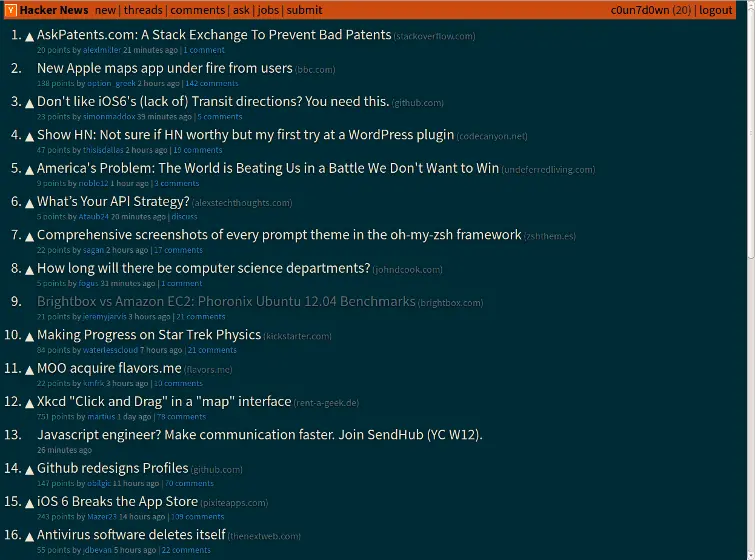 Y Hacker News new | threads | comments | ask | jobs | submit c0un7d0wn (20) | logout
1. ▲ AskPatents.com: A Stack Exchange To Prevent Bad Patents (stackoverflow.com)
20 points by alexlmiller 21 minutes ago | 1 comment
2. New Apple maps app under fire from users (bbc.com)
138 points by option_greek 2 hours ago | 142 comments
3. ▲ Don't like iOS6's (lack of) Transit directions? You need this. (github.com)
23 points by simonmaddox 39 minutes ago | 5 comments
4. ▲ Show HN: Not sure if HN worthy but my first try at a WordPress plugin (codecanyon.net)
47 points by thisisdallas 2 hours ago | 19 comments
5. ▲ America's Problem: The World is Beating Us in a Battle We Don't Want to Win (undeferredliving.com)
9 points by noble12 1 hour ago | 3 comments
6. ▲ What's Your API Strategy? (alexstechthoughts.com)
5 points by Ataub24 20 minutes ago | discuss
7. ▲ Comprehensive screenshots of every prompt theme in the oh-my-zsh framework (zshthem.es)
22 points by sagan 2 hours ago | 17 comments
8. ▲ How long will there be computer science departments? (johndcook.com)
5 points by fogus 31 minutes ago | 1 comment
9. Brightbox vs Amazon EC2: Phoronix Ubuntu 12.04 Benchmarks (brightbox.com)
21 points by jeremyjarvis 3 hours ago | 21 comments
10. ▲ Making Progress on Star Trek Physics (kickstarter.com)
84 points by waterlesscloud 7 hours ago | 21 comments
11. ▲ MOO acquire flavors.me (flavors.me)
22 points by kmfrk 3 hours ago | 10 comments
12. ▲ Xkcd "Click and Drag" in a "map" interface (rent-a-geek.de)
751 points by martius 1 day ago | 78 comments
13. Javascript engineer? Make communication faster. Join SendHub (YC W12).
26 minutes ago
14. ▲ Github redesigns Profiles (github.com)
147 points by obilgic 11 hours ago | 70 comments
15. ▲ iOS 6 Breaks the App Store (pixiteapps.com)
243 points by Mazer23 14 hours ago | 109 comments
16. ▲ Antivirus software deletes itself (thenextweb.com)
55 points by jdbevan 5 hours ago | 22 comments